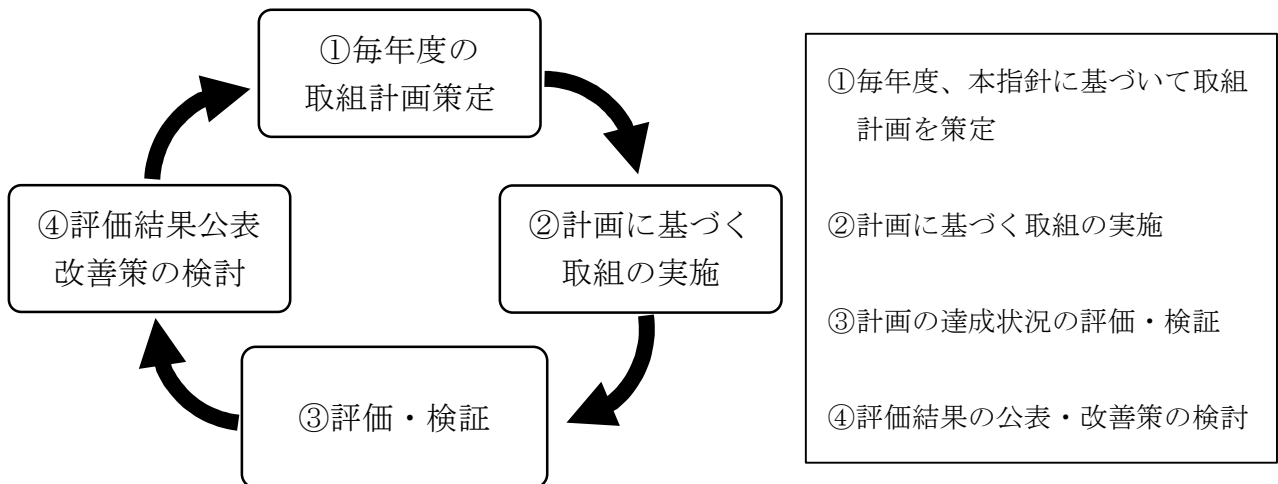 ①毎年度の
取組計画策定
②計画に基づく
取組の実施
③評価・検証
④評価結果公表
改善策の検討
①毎年度、本指針に基づいて取組
計画を策定
②計画に基づく取組の実施
③計画の達成状況の評価・検証
④評価結果の公表・改善策の検討